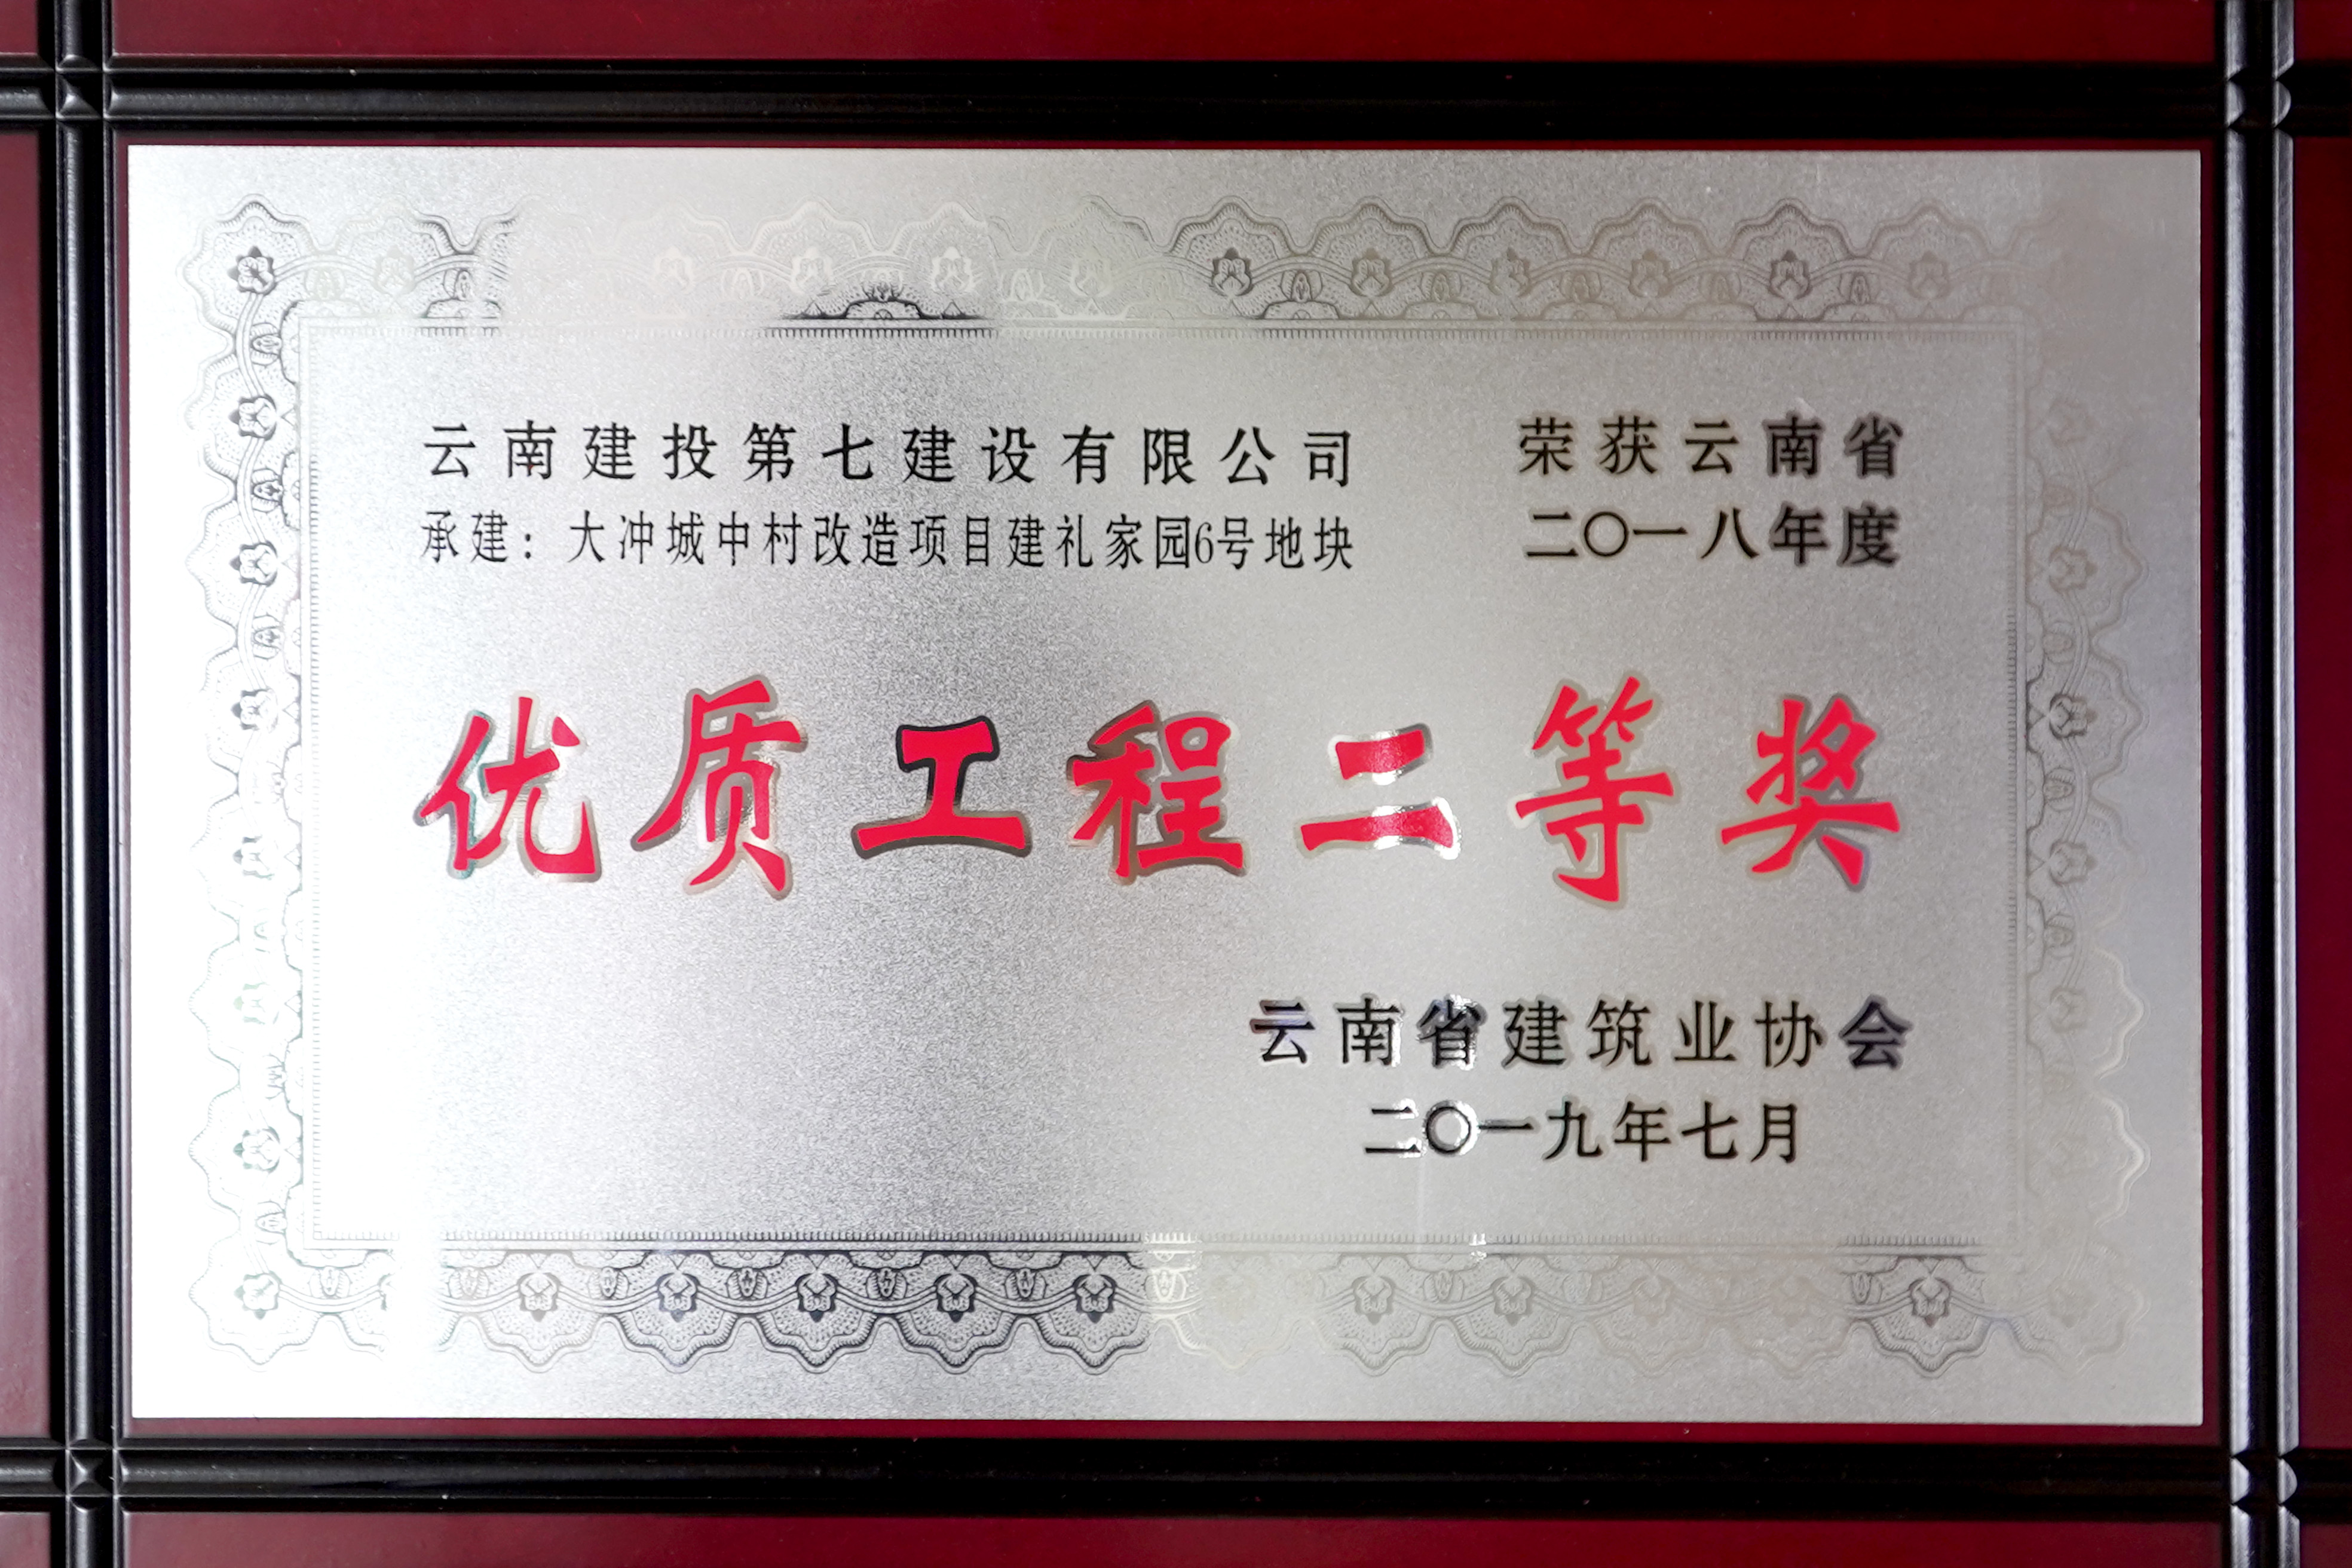 云南建投第七建设有限公司 荣获云南省
承建：大冲城中村改造项目建礼家园6号地块 二〇一八年度
优质工程二等奖
云南省建筑业协会
二〇一九年七月